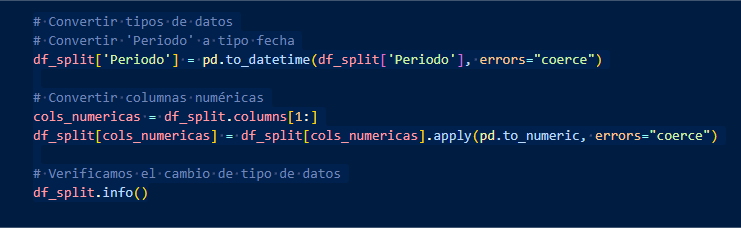 # Convertir tipos de datos
# Convertir 'Periodo' a tipo fecha
df_split['Periodo'] = pd.to_datetime(df_split['Periodo'], errors="coerce")
# Convertir columnas numéricas
cols_numericas = df_split.columns[1:]
df_split[cols_numericas] = df_split[cols_numericas].apply(pd.to_numeric, errors="coerce")
# Verificamos el cambio de tipo de datos
df_split.info()